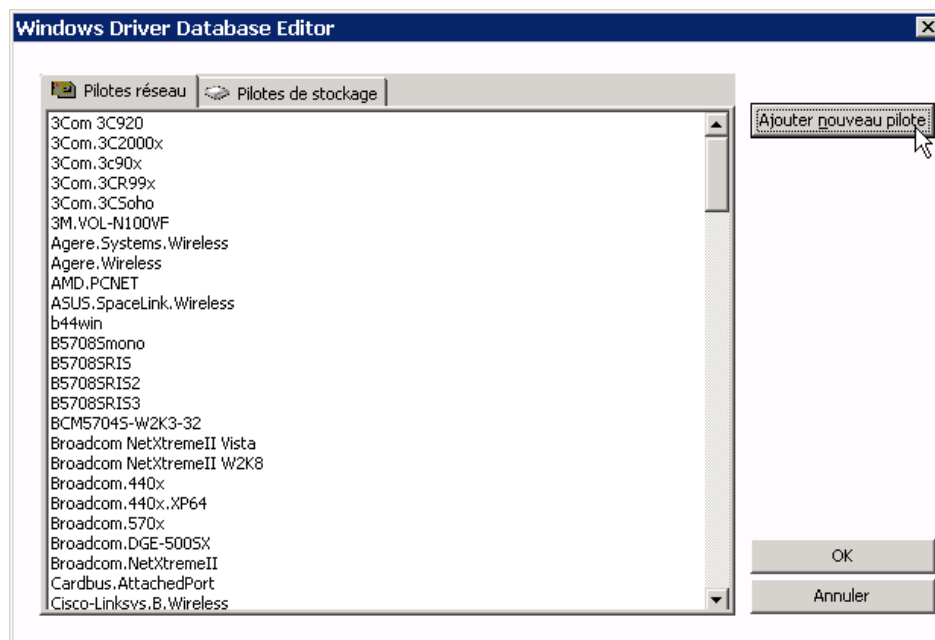 Windows Driver Database Editor
Pilotes réseau
Pilotes de stockage
Ajouter nouveau pilote
3Com 3C920
3Com.3C2000x
3Com.3c90x
3Com.3CR99x
3Com.3CSoho
3M.VOL-N100VF
Agere.Systems.Wireless
Agere.Wireless
AMD.PCNET
ASUS.SpaceLink.Wireless
b44win
B5708Smono
B5708SRIS
B5708SRIS2
B5708SRIS3
BCM5704S-W2K3-32
Broadcom NetXtremeII Vista
Broadcom NetXtremeII W2K8
Broadcom.440x
Broadcom.440x.XP64
Broadcom.570x
Broadcom.DGE-500SX
Broadcom.NetXtremeII
Cardbus.AttachedPort
Cisco-Linksys.B.Wireless
OK
Annuler